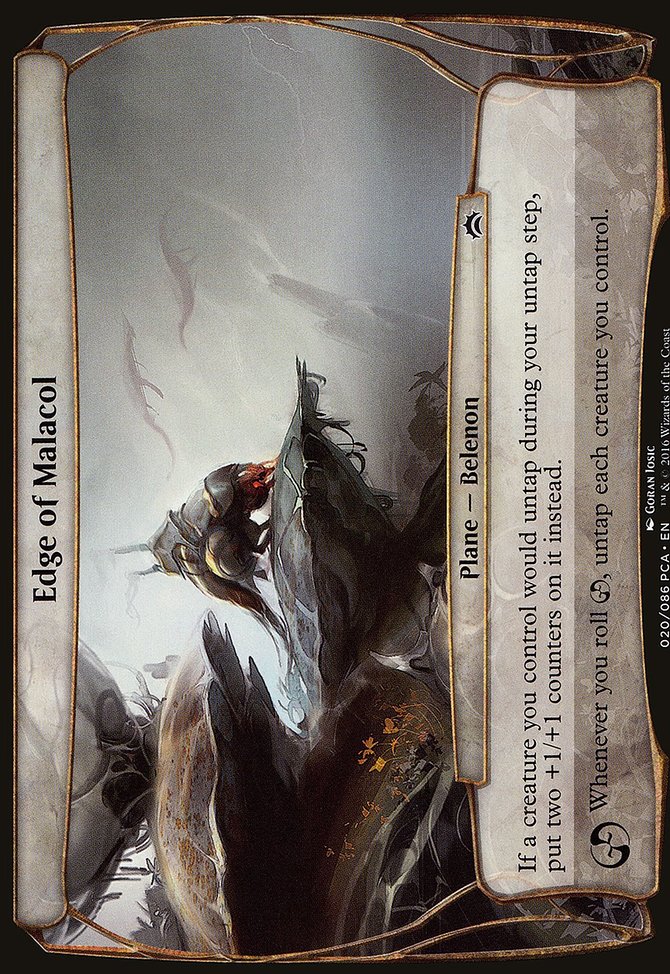 Edge of Malacol
Plane — Belenon
If a creature you control would untap during your untap step,
put two +1/+1 counters on it instead.
Whenever you roll , untap each creature you control.
020/086 PCA • EN Goran Josic
™ & © 2016 Wizards of the Coast